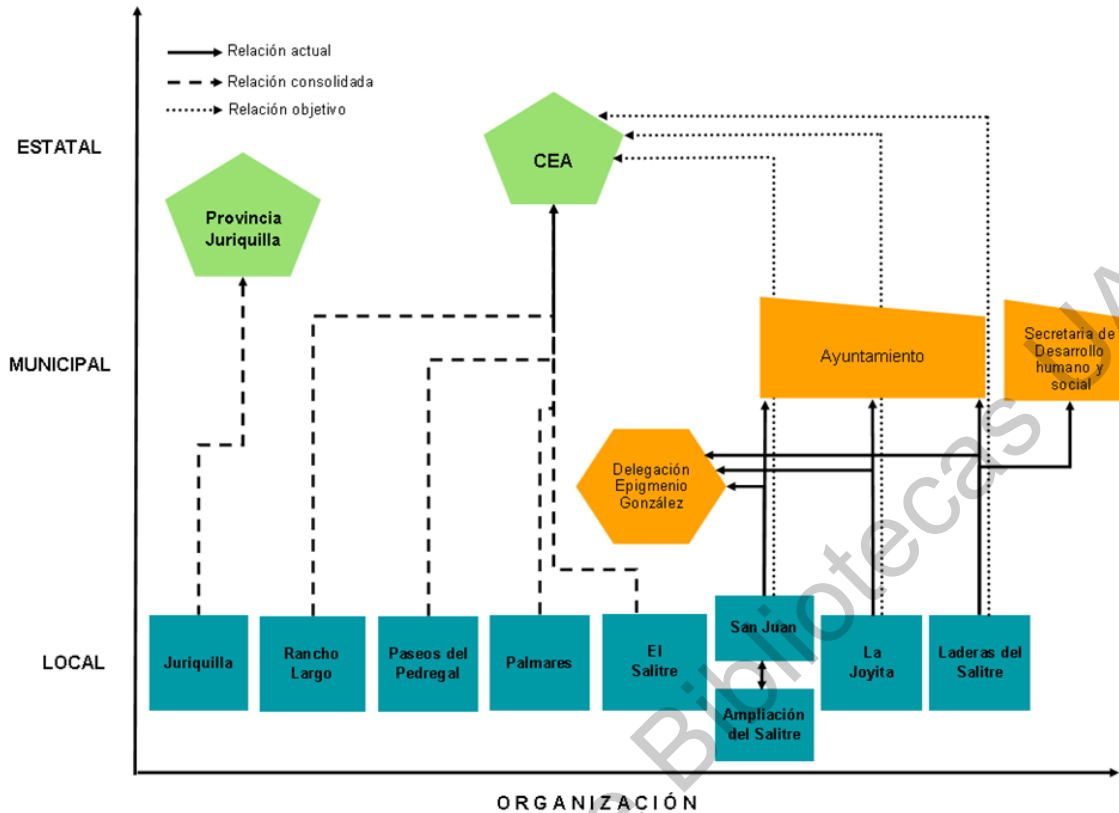 Relación actual
Relación consolidada
Relación objetivo
ESTATAL
CEA
Provincia
Juriquilla
MUNICIPAL
Ayuntamiento
Secretaria de
Desarrollo
humano y
social
Delegación
Epigmenio
González
LOCAL
Juriquilla
Rancho
Largo
Paseos del
Pedregal
Palmares
El
Salitre
San Juan
Ampliación
del Salitre
La
Joyita
Laderas del
Salitre
ORGANIZACIÓN
Bibliotecas